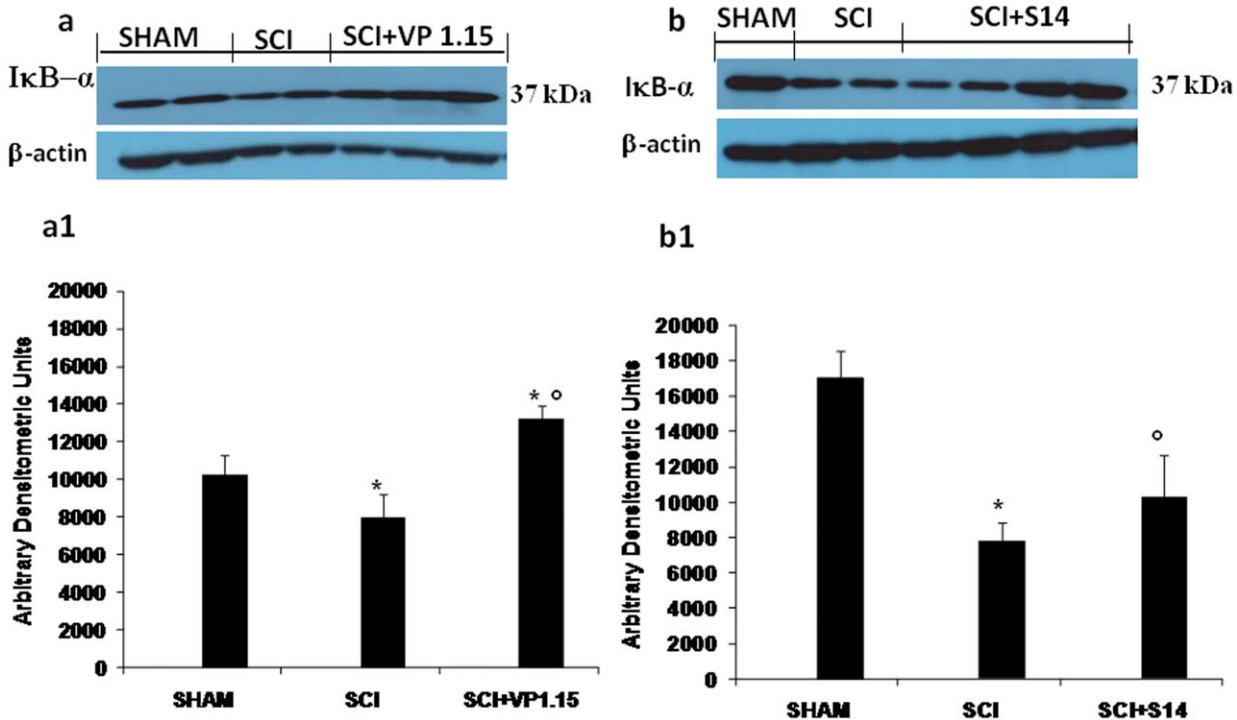 a
SHAM SCI SCI+VP 1.15
IκB–α
37 kDa
β-actin
b
SHAM SCI SCI+S14
IκB-α
37 kDa
β-actin
a1
Arbitrary Densitometric Units
20000
18000
16000
14000
12000
10000
8000
6000
4000
2000
0
* °
*
SHAM SCI SCI+VP1.15
b1
Arbitrary Densitometric Units
20000
18000
16000
14000
12000
10000
8000
6000
4000
2000
0
°
*
SHAM SCI SCI+S14